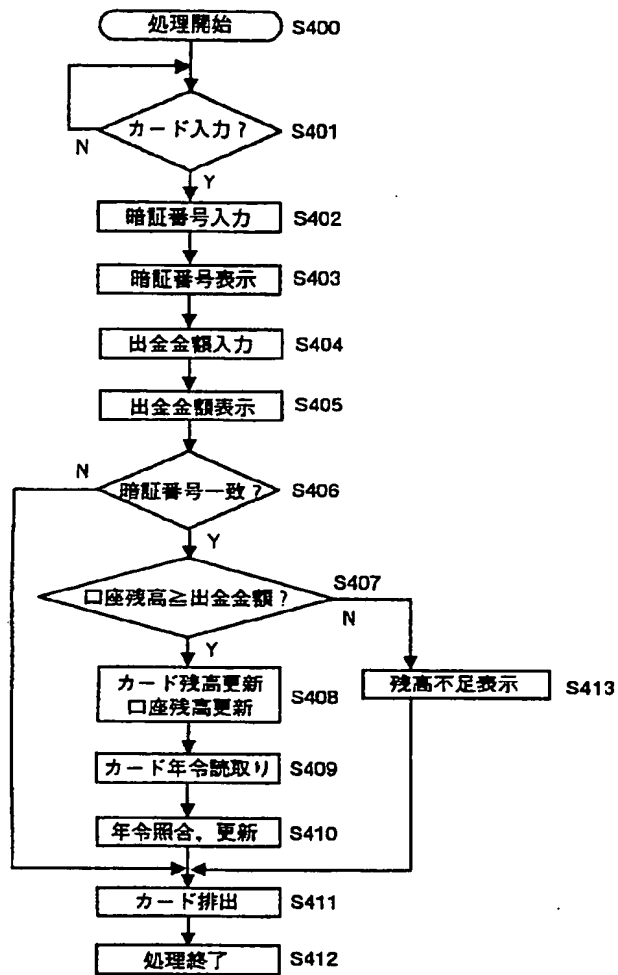 処理開始 S400
カード入力？ S401
N
Y
暗証番号入力 S402
暗証番号表示 S403
出金金額入力 S404
出金金額表示 S405
N
暗証番号一致？ S406
Y
S407
口座残高≧出金金額？
N
Y
カード残高更新
口座残高更新
S408
残高不足表示 S413
カード年令読取り S409
年令照合，更新 S410
カード排出 S411
処理終了 S412